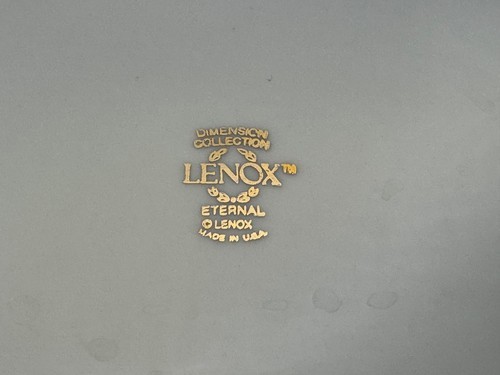 DIMENSION
COLLECTION
LENOX™
ETERNAL
© LENOX
MADE IN U.S.A.